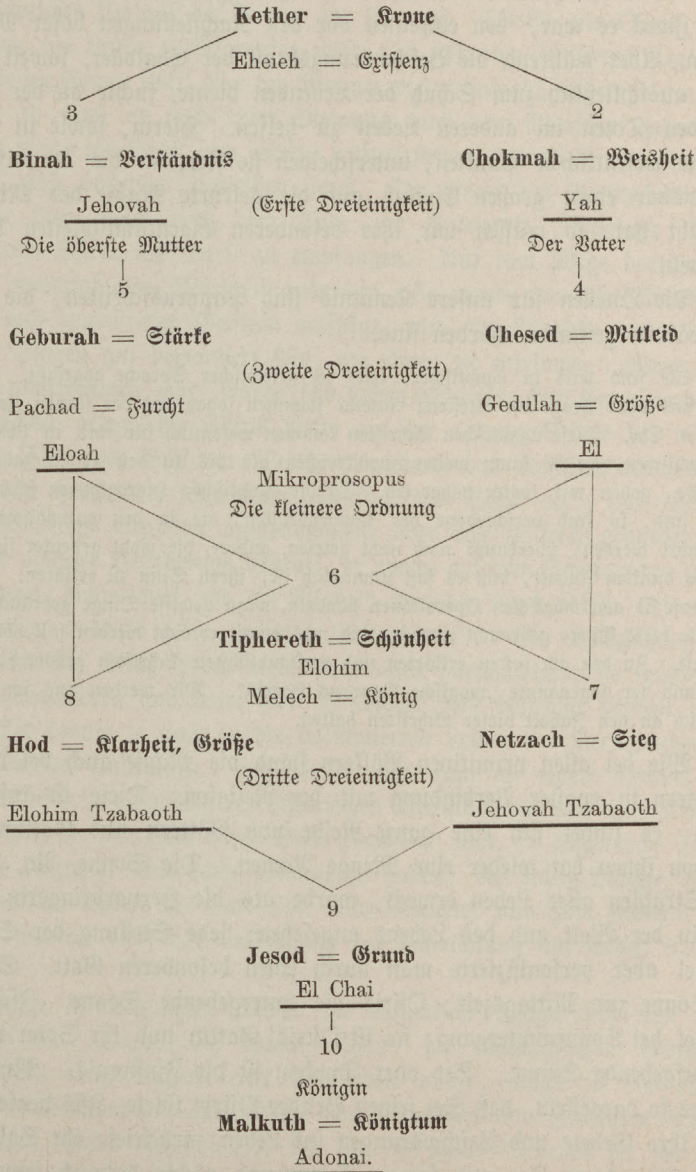 Kether = Krone
Eheieh = Existenz
3 2
Binah = Verständnis Chokmah = Weisheit
Jehovah (Erste Dreieinigkeit) Yah
Die öberste Mutter Der Vater
5 4
Geburah = Stärke Chesed = Mitleid
(Zweite Dreieinigkeit)
Pachad = Furcht Gedulah = Größe
Eloah El
Mikroprosopus
Die kleinere Ordnung
6
Tiphereth = Schönheit
Elohim
8 Melech = König 7
Hod = Klarheit, Größe Netzach = Sieg
(Dritte Dreieinigkeit)
Elohim Tzabaoth Jehovah Tzabaoth
9
Jesod = Grund
El Chai
10
Königin
Malkuth = Königtum
Adonai.